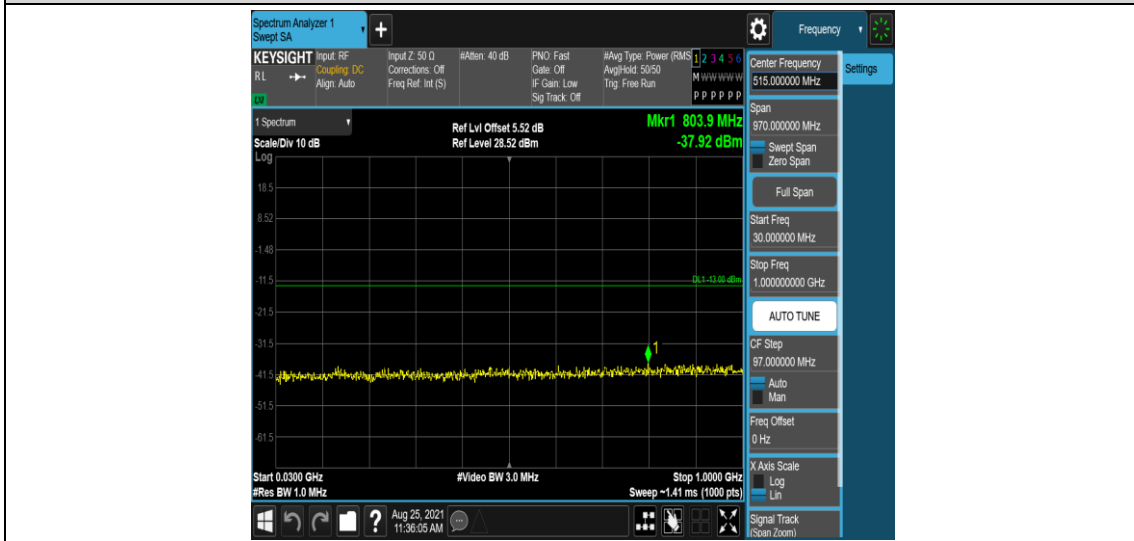 Spectrum Analyzer 1
Swept SA
+
Frequency
KEYSIGHT
RL
Input: RF
Coupling: DC
Align: Auto
Input Z: 50 Ω
Corrections: Off
Freq Ref: Int (S)
#Atten: 40 dB
PNO: Fast
Gate: Off
IF Gain: Low
Sig Track: Off
#Avg Type: Power (RMS
Avg|Hold: 50/50
Trig: Free Run
1 2 3 4 5 6
M W W W W W
P P P P P P
1 Spectrum
Scale/Div 10 dB
Log
Ref Lvl Offset 5.52 dB
Ref Level 28.52 dBm
Mkr1 803.9 MHz
-37.92 dBm
18.5
8.52
-1.48
-11.5
-21.5
-31.5
-41.5
-51.5
-61.5
DL1 -13.00 dBm
1
Start 0.0300 GHz
#Res BW 1.0 MHz
#Video BW 3.0 MHz
Stop 1.0000 GHz
Sweep ~1.41 ms (1000 pts)
Center Frequency
515.000000 MHz
Settings
Span
970.000000 MHz
Swept Span
Zero Span
Full Span
Start Freq
30.000000 MHz
Stop Freq
1.000000000 GHz
AUTO TUNE
CF Step
97.000000 MHz
Auto
Man
Freq Offset
0 Hz
X Axis Scale
Log
Lin
Signal Track
(Span Zoom)
?
Aug 25, 2021
11:36:05 AM